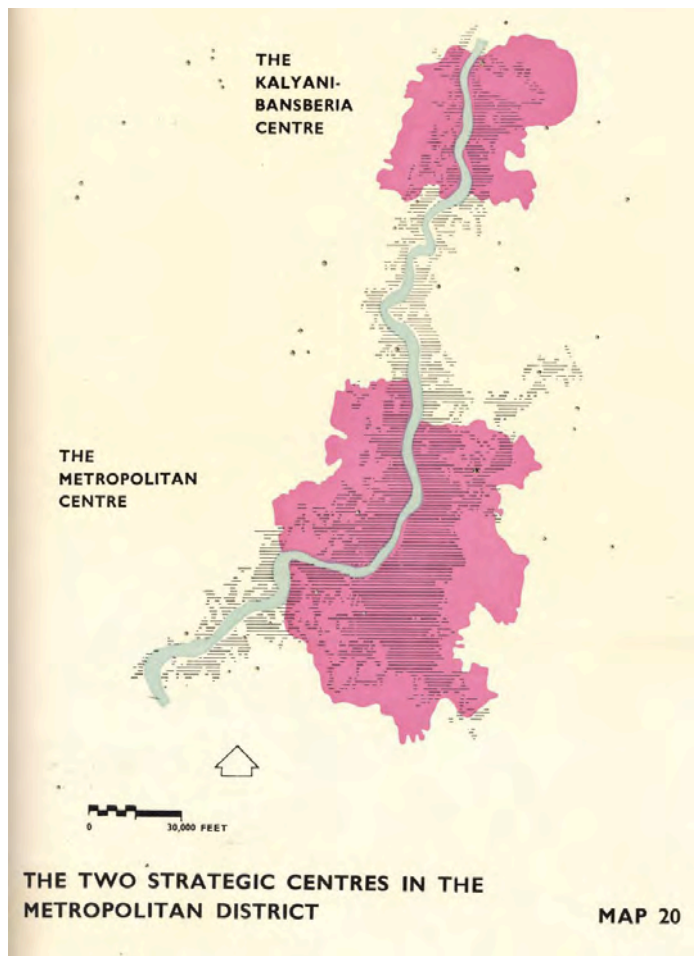 THE
KALYANI-
BANSBERIA
CENTRE
THE
METROPOLITAN
CENTRE
0 30,000 FEET
THE TWO STRATEGIC CENTRES IN THE
METROPOLITAN DISTRICT
MAP 20